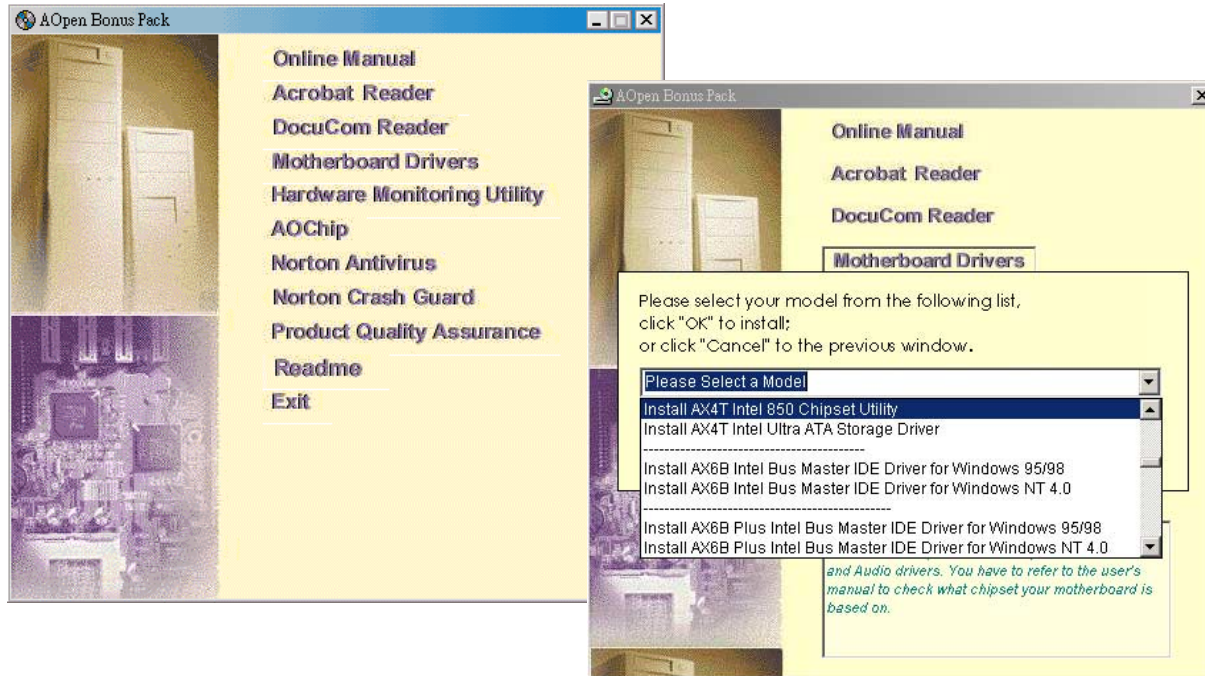 AOpen Bonus Pack
Online Manual
Acrobat Reader
DocuCom Reader
Motherboard Drivers
Hardware Monitoring Utility
AOChip
Norton Antivirus
Norton Crash Guard
Product Quality Assurance
Readme
Exit
AOpen Bonus Pack
Online Manual
Acrobat Reader
DocuCom Reader
Motherboard Drivers
Please select your model from the following list,
click "OK" to install;
or click "Cancel" to the previous window.
Please Select a Model
Install AX4T Intel 850 Chipset Utility
Install AX4T Intel Ultra ATA Storage Driver
---------------------------------------------
Install AX6B Intel Bus Master IDE Driver for Windows 95/98
Install AX6B Intel Bus Master IDE Driver for Windows NT 4.0
--------------------------------------------------
Install AX6B Plus Intel Bus Master IDE Driver for Windows 95/98
Install AX6B Plus Intel Bus Master IDE Driver for Windows NT 4.0
and Audio drivers. You have to refer to the user's
manual to check what chipset your motherboard is
based on.